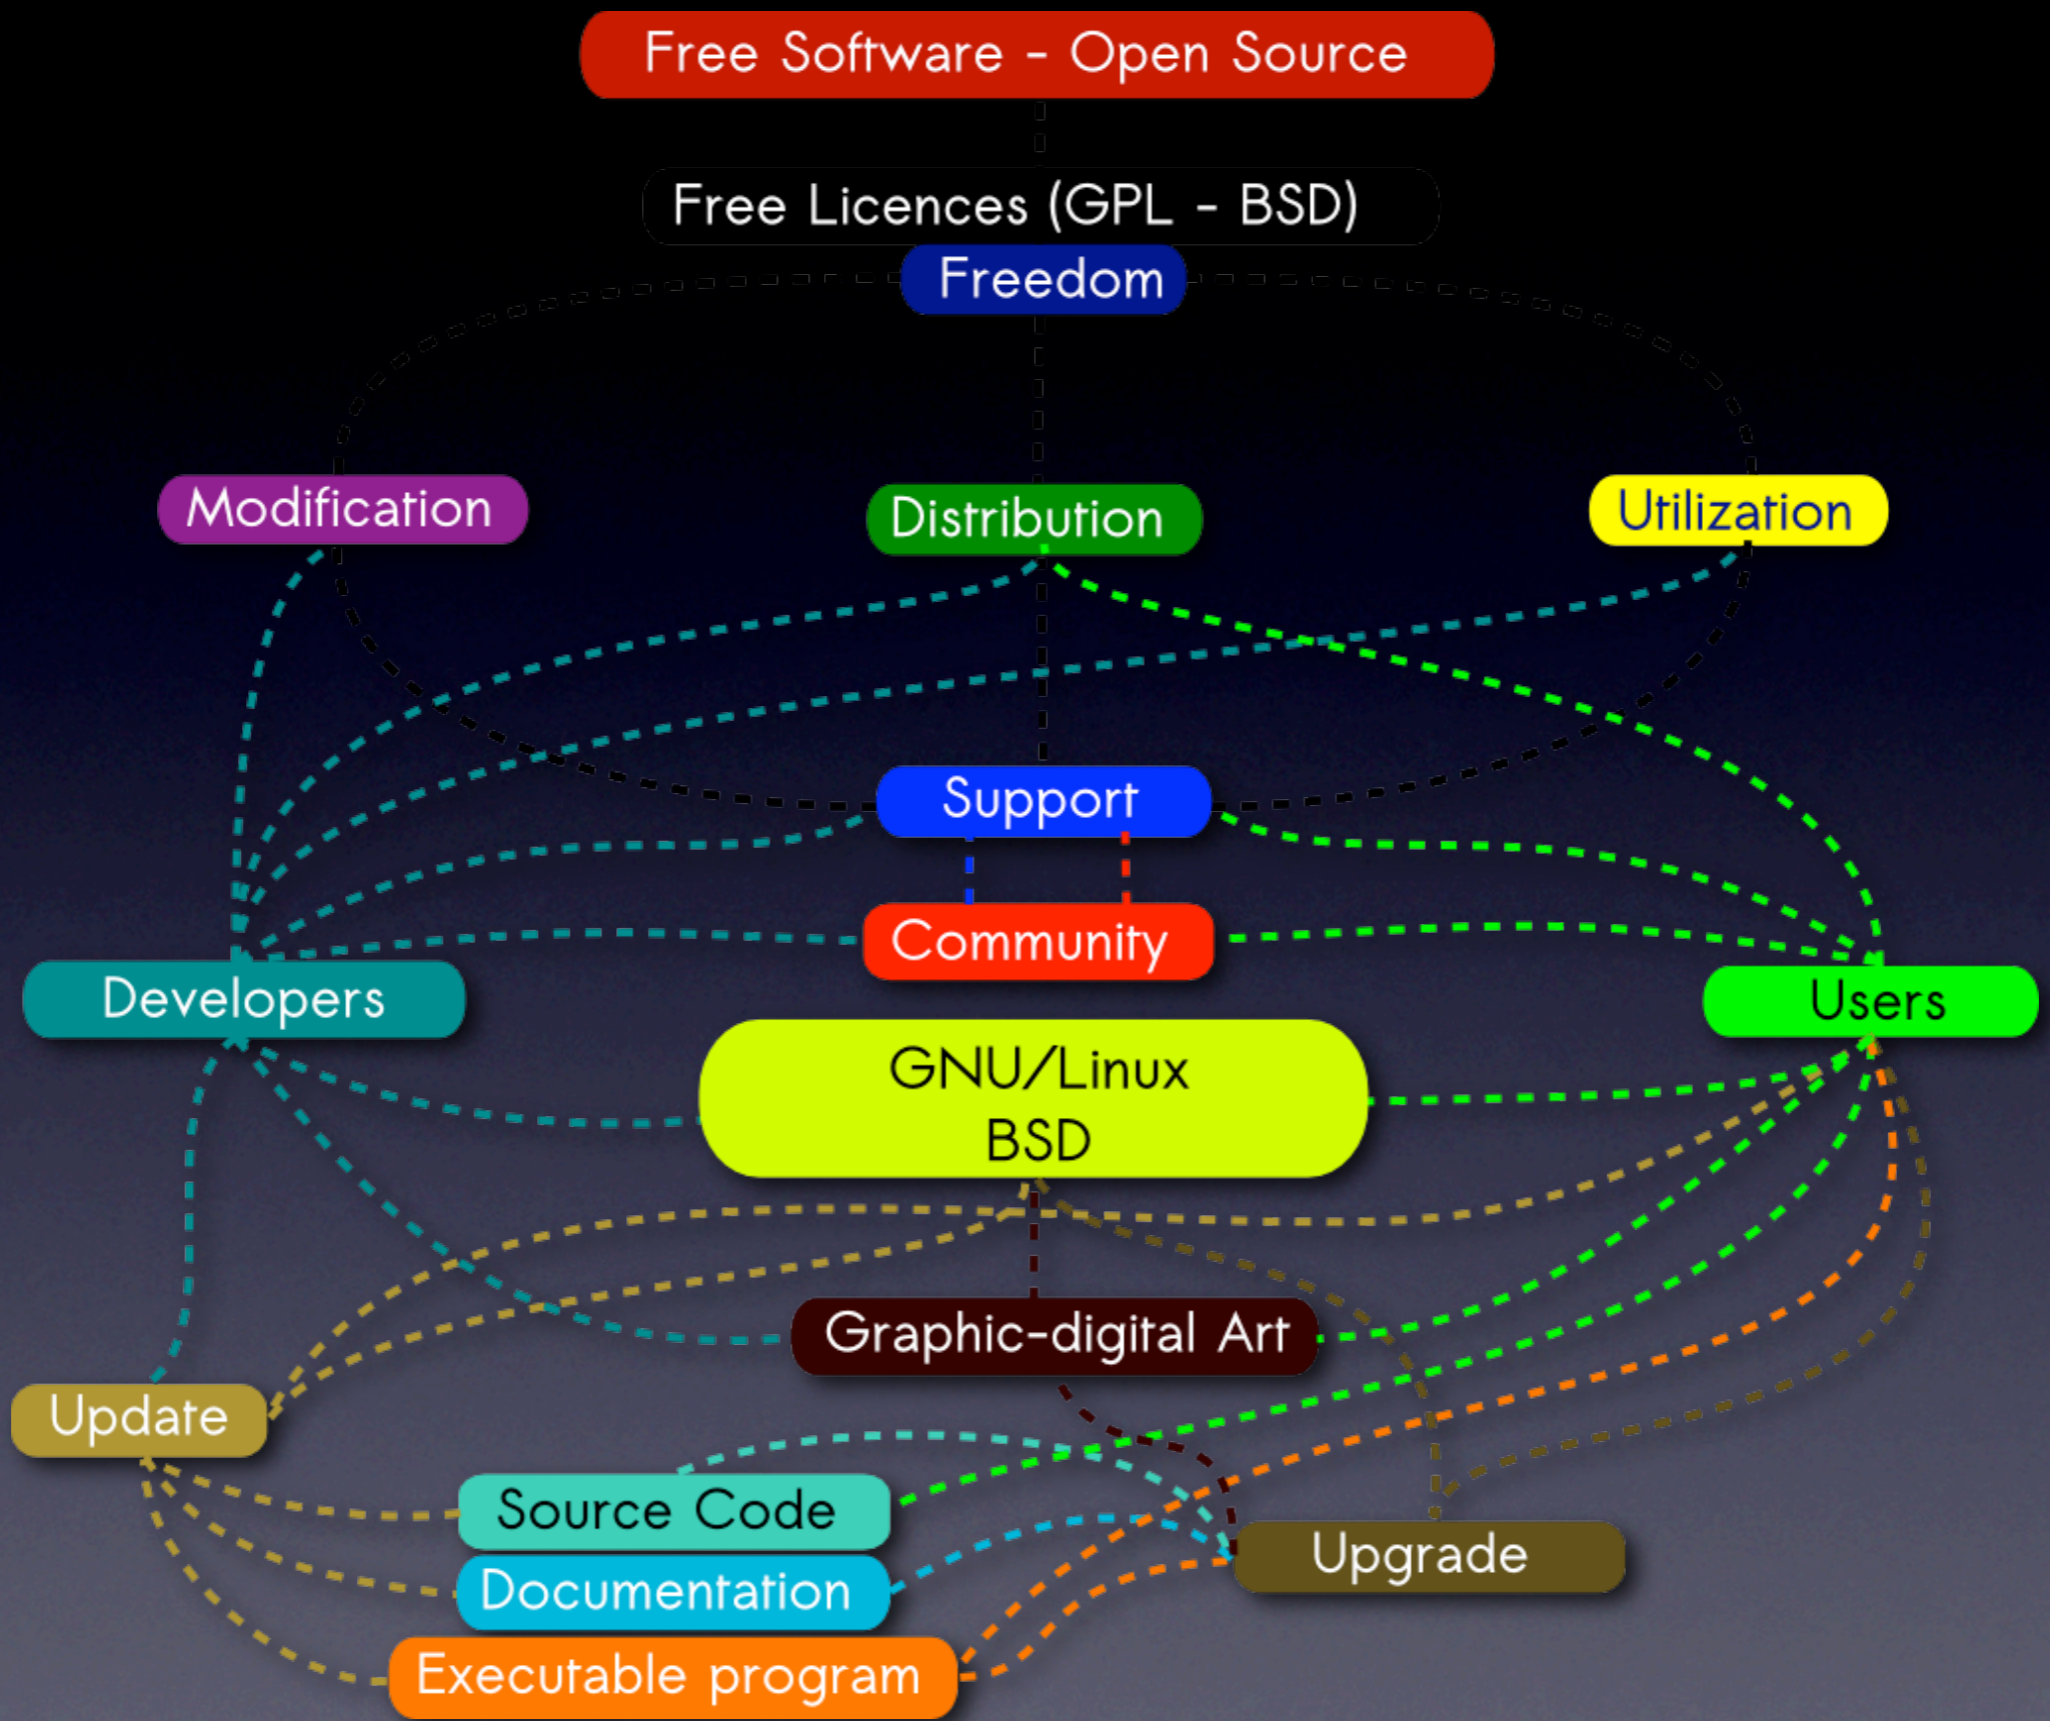 Free Software - Open Source
Free Licences (GPL - BSD)
Freedom
Modification
Distribution
Utilization
Support
Community
Developers
Users
GNU/Linux
BSD
Graphic-digital Art
Update
Source Code
Upgrade
Documentation
Executable program